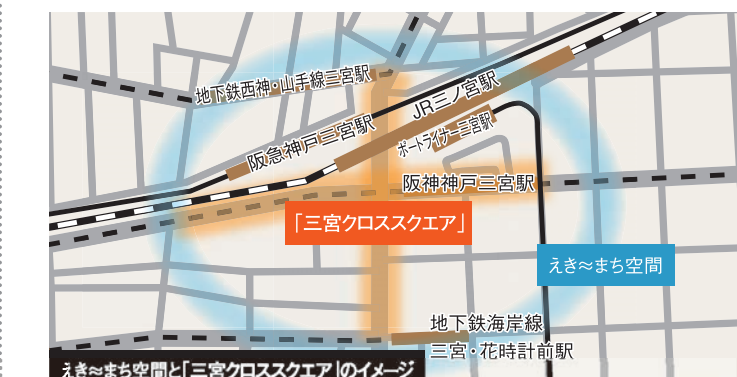 地下鉄西神・山手線三宮駅
JR三ノ宮駅
阪急神戸三宮駅
ポートライナー三宮駅
阪神神戸三宮駅
「三宮クロススクエア」
えき≈まち空間
地下鉄海岸線
三宮・花時計前駅
えき≈まち空間と「三宮クロススクエア」のイメージ